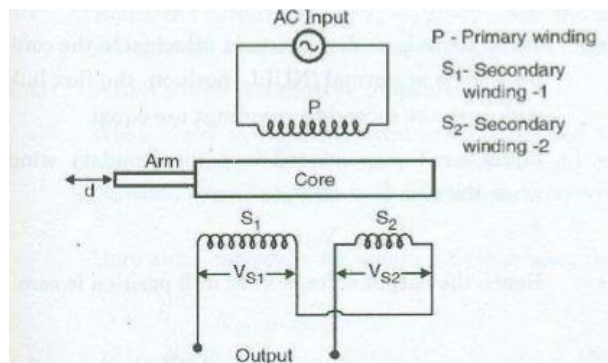 AC Input
P - Primary winding
S1- Secondary
winding -1
S2- Secondary
winding -2
P
Arm
d
Core
S1
S2
VS1
VS2
Output